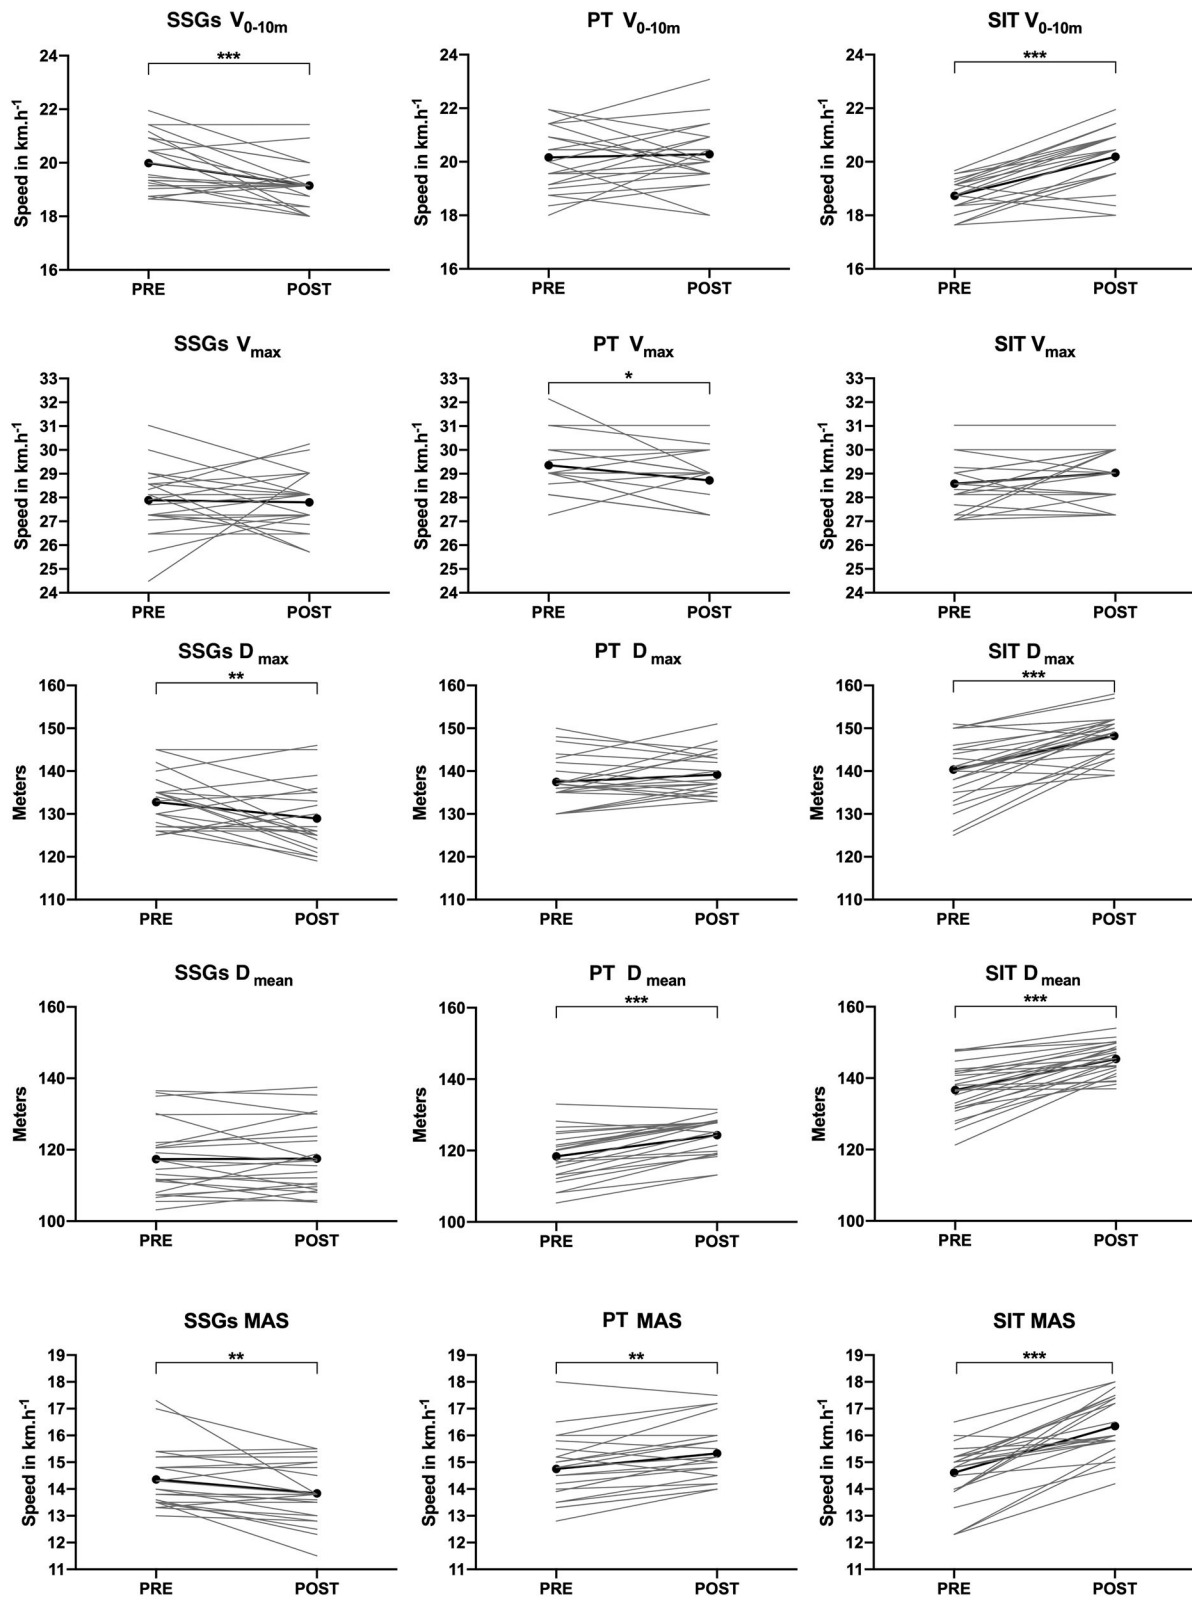 SSGs V0-10m
PT V0-10m
SIT V0-10m
***
***
Speed in km.h-1
24
22
20
18
16
PRE
POST
Speed in km.h-1
24
22
20
18
16
PRE
POST
Speed in km.h-1
24
22
20
18
16
PRE
POST
SSGs Vmax
PT Vmax
SIT Vmax
*
Speed in km.h-1
33
32
31
30
29
28
27
26
25
24
PRE
POST
Speed in km.h-1
33
32
31
30
29
28
27
26
25
24
PRE
POST
Speed in km.h-1
33
32
31
30
29
28
27
26
25
24
PRE
POST
SSGs D max
PT D max
SIT D max
**
***
Meters
160
150
140
130
120
110
PRE
POST
Meters
160
150
140
130
120
110
PRE
POST
Meters
160
150
140
130
120
110
PRE
POST
SSGs D mean
PT D mean
SIT D mean
***
***
Meters
160
140
120
100
PRE
POST
Meters
160
140
120
100
PRE
POST
Meters
160
140
120
100
PRE
POST
SSGs MAS
PT MAS
SIT MAS
**
**
***
Speed in km.h-1
19
18
17
16
15
14
13
12
11
PRE
POST
Speed in km.h-1
19
18
17
16
15
14
13
12
11
PRE
POST
Speed in km.h-1
19
18
17
16
15
14
13
12
11
PRE
POST